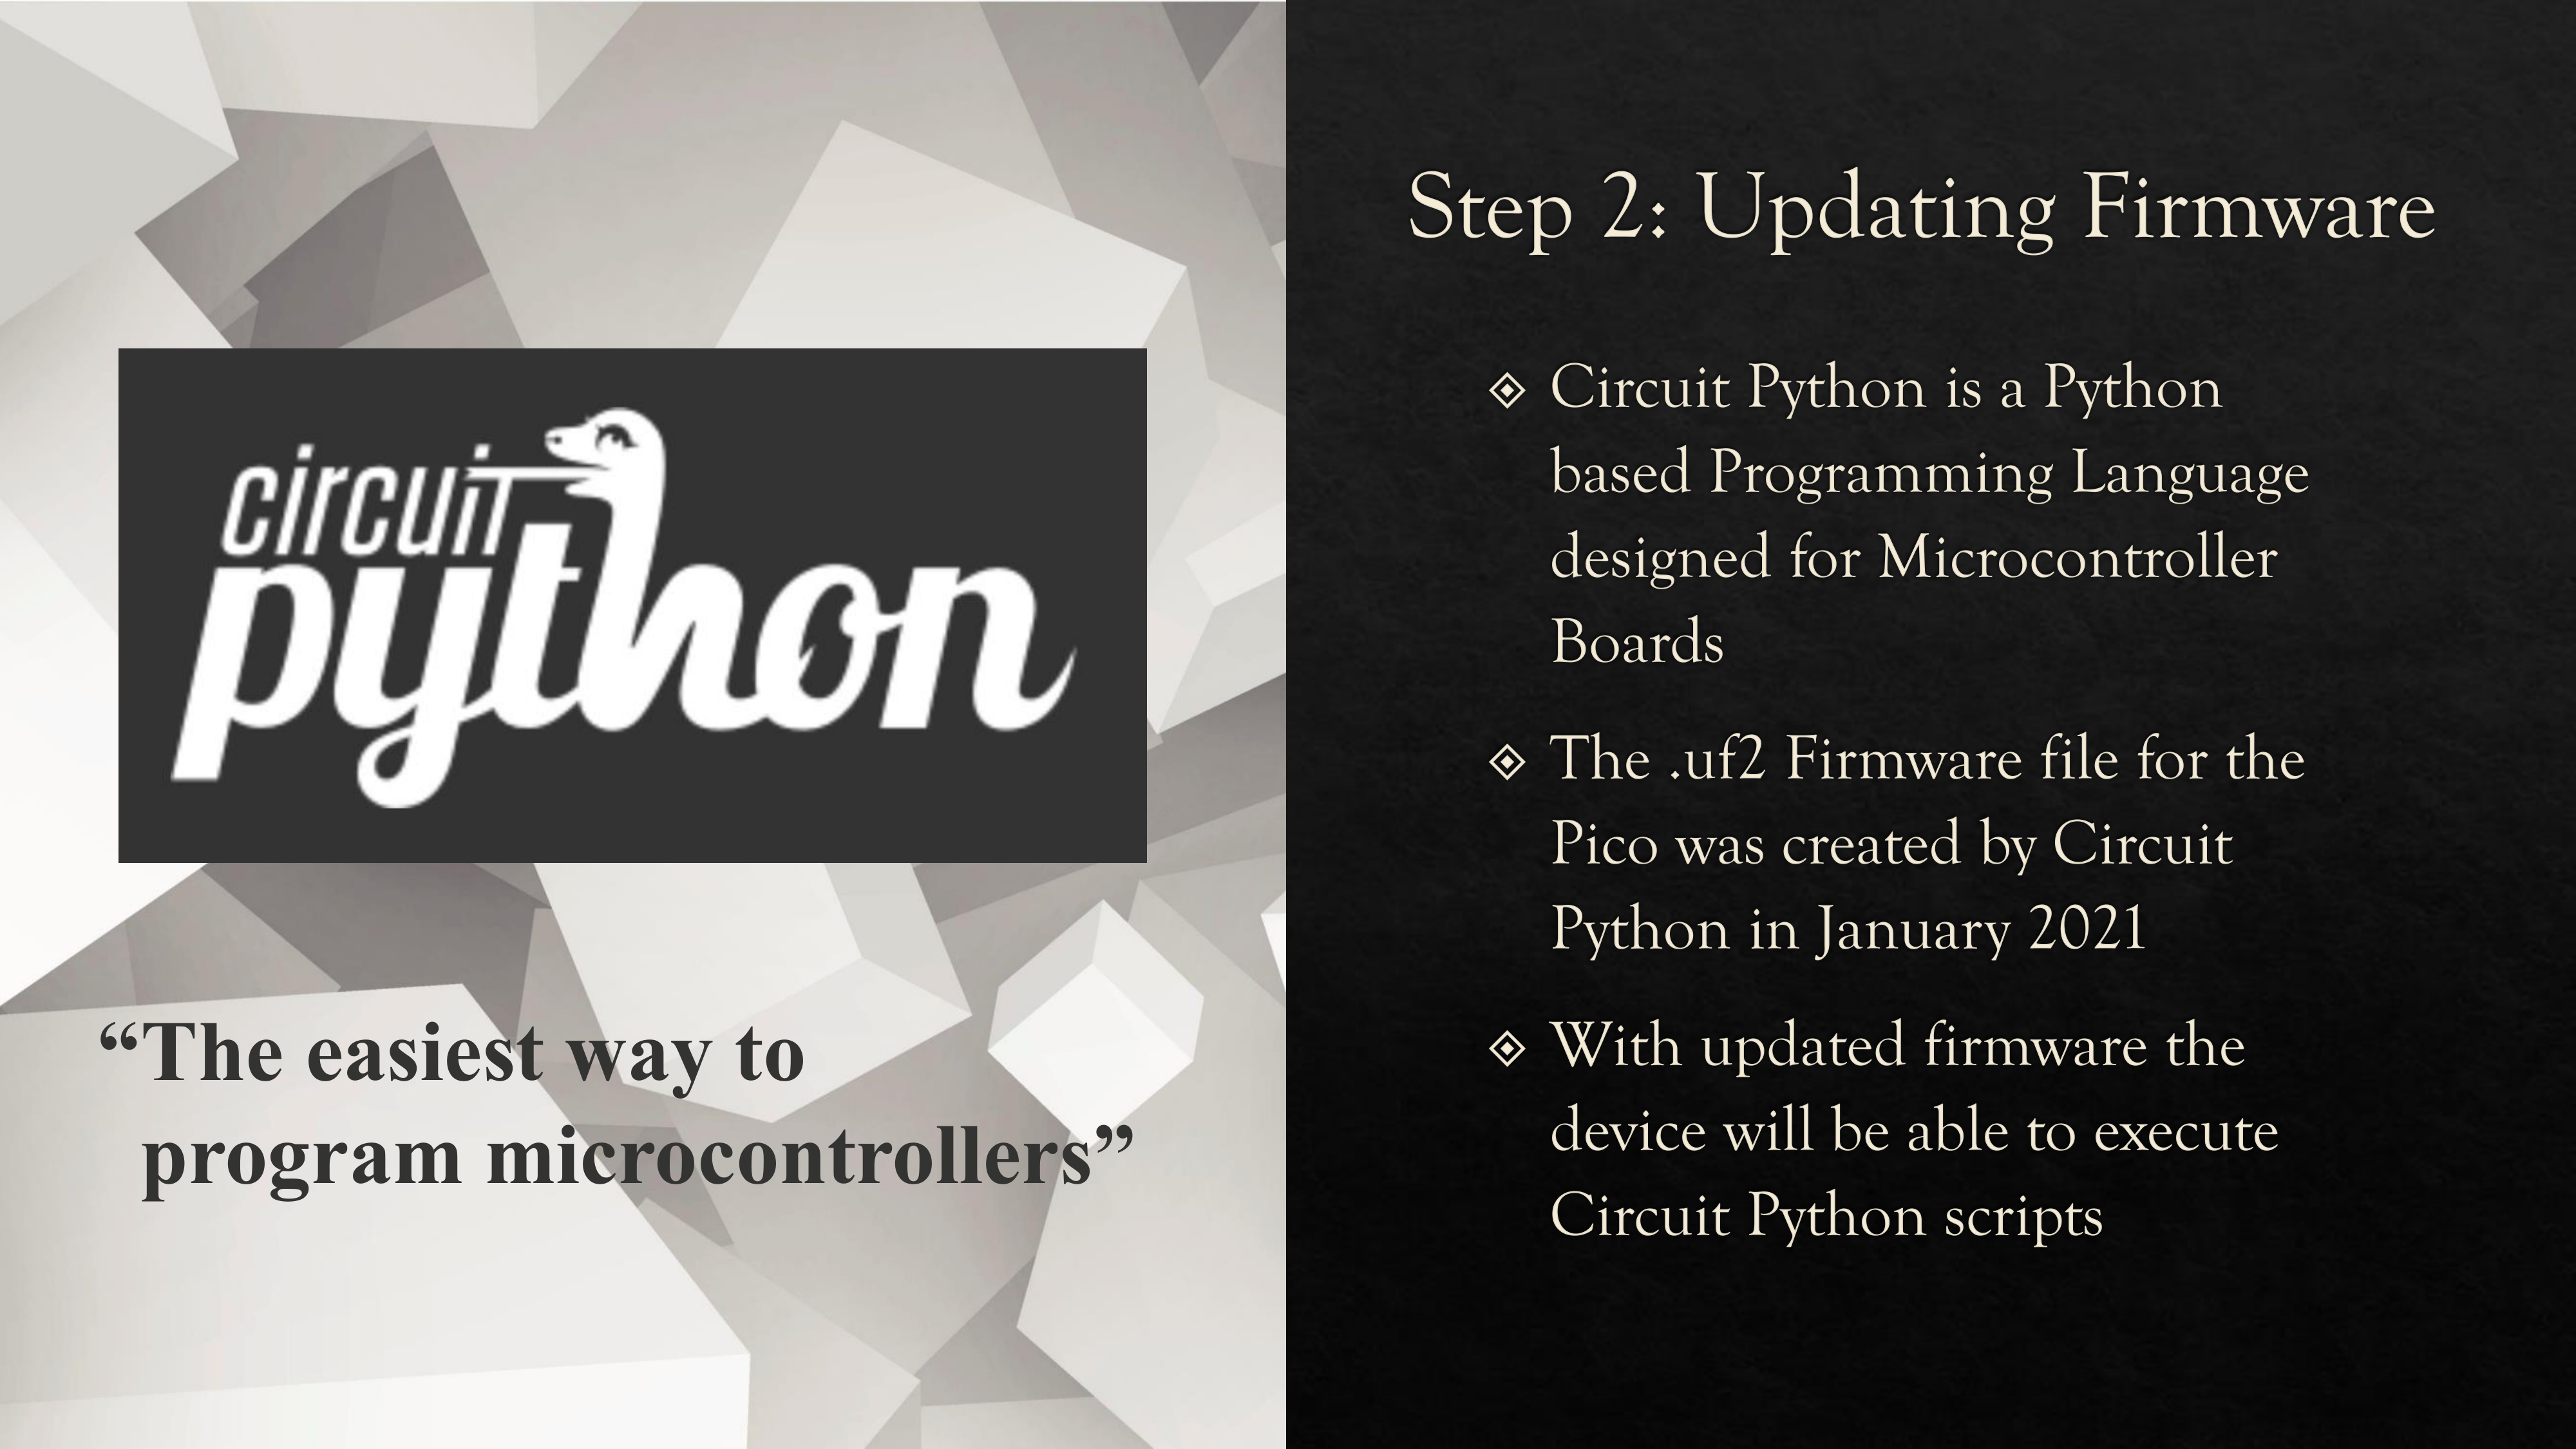 circuit
python
“The easiest way to
program microcontrollers”
Step 2: Updating Firmware
Circuit Python is a Python
based Programming Language
designed for Microcontroller
Boards
The .uf2 Firmware file for the
Pico was created by Circuit
Python in January 2021
With updated firmware the
device will be able to execute
Circuit Python scripts